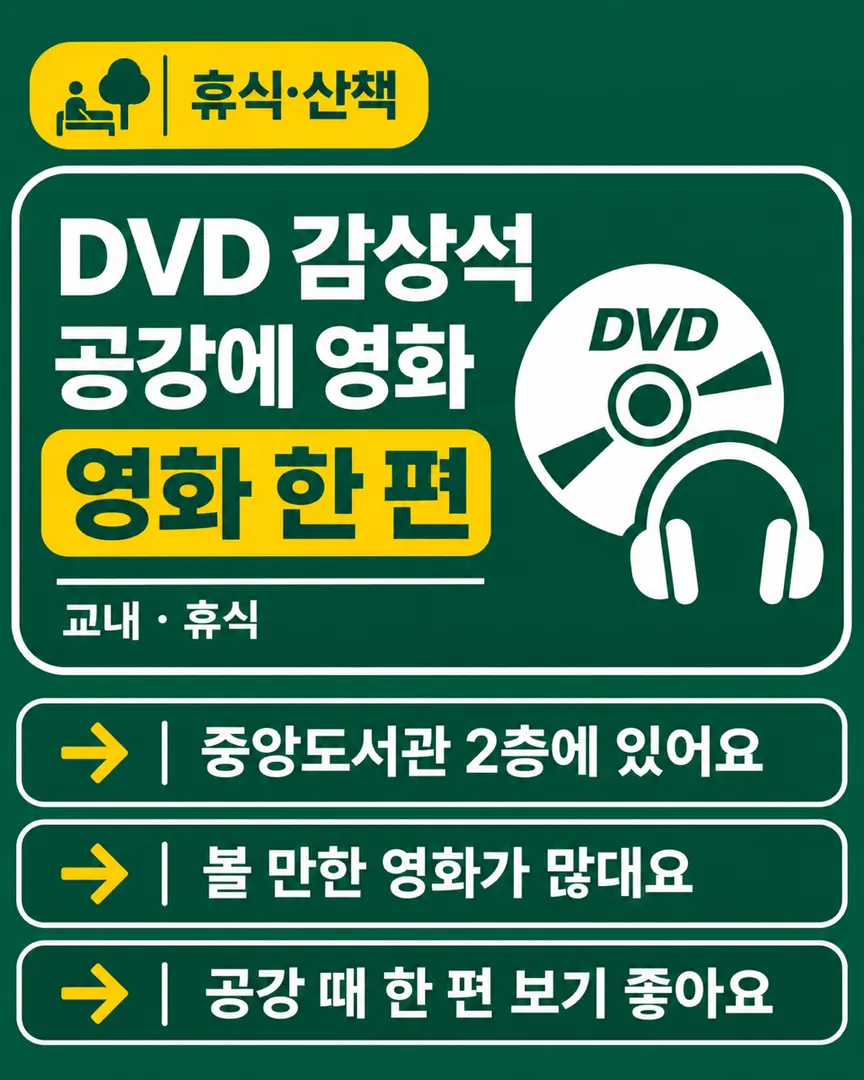 휴식·산책
DVD 감상석
공강에 영화
영화 한 편
교내 · 휴식
DVD
중앙도서관 2층에 있어요
볼 만한 영화가 많대요
공강 때 한 편 보기 좋아요